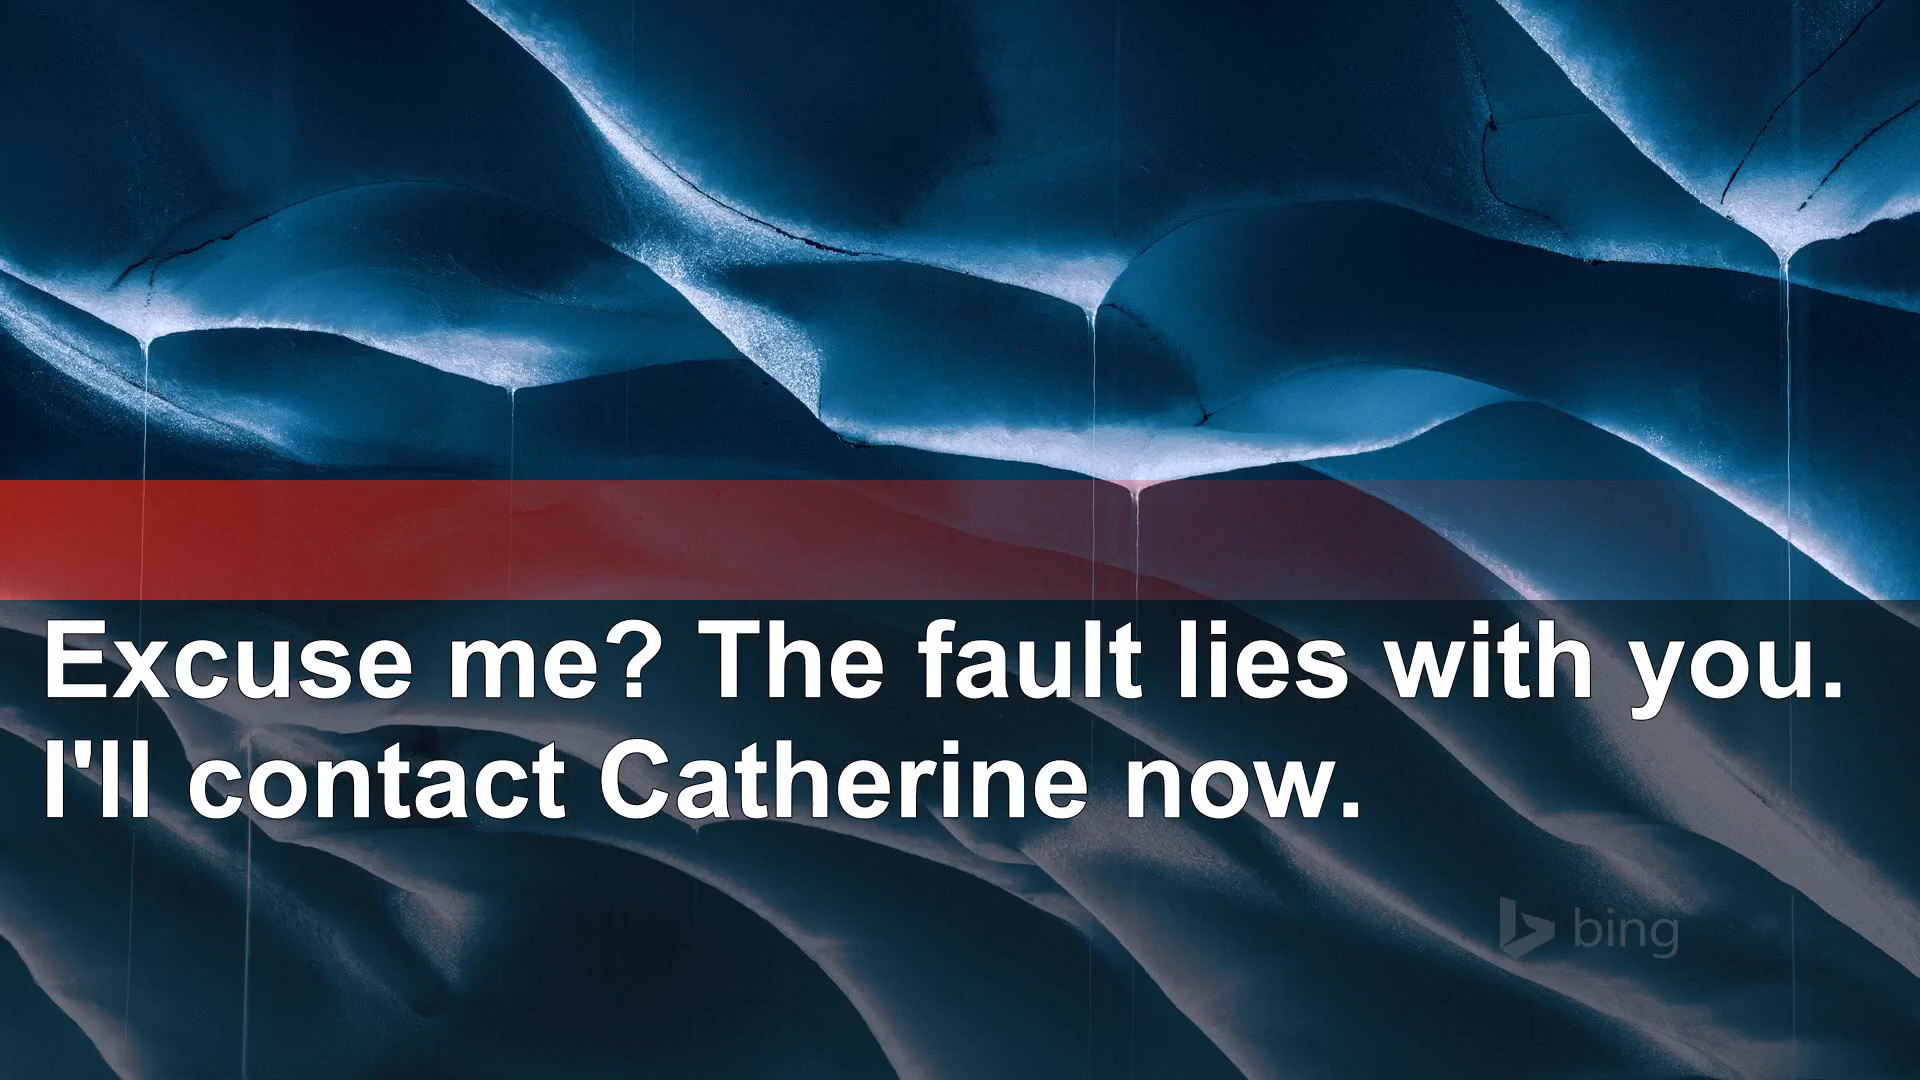 Excuse me? The fault lies with you.
I'll contact Catherine now.
bing